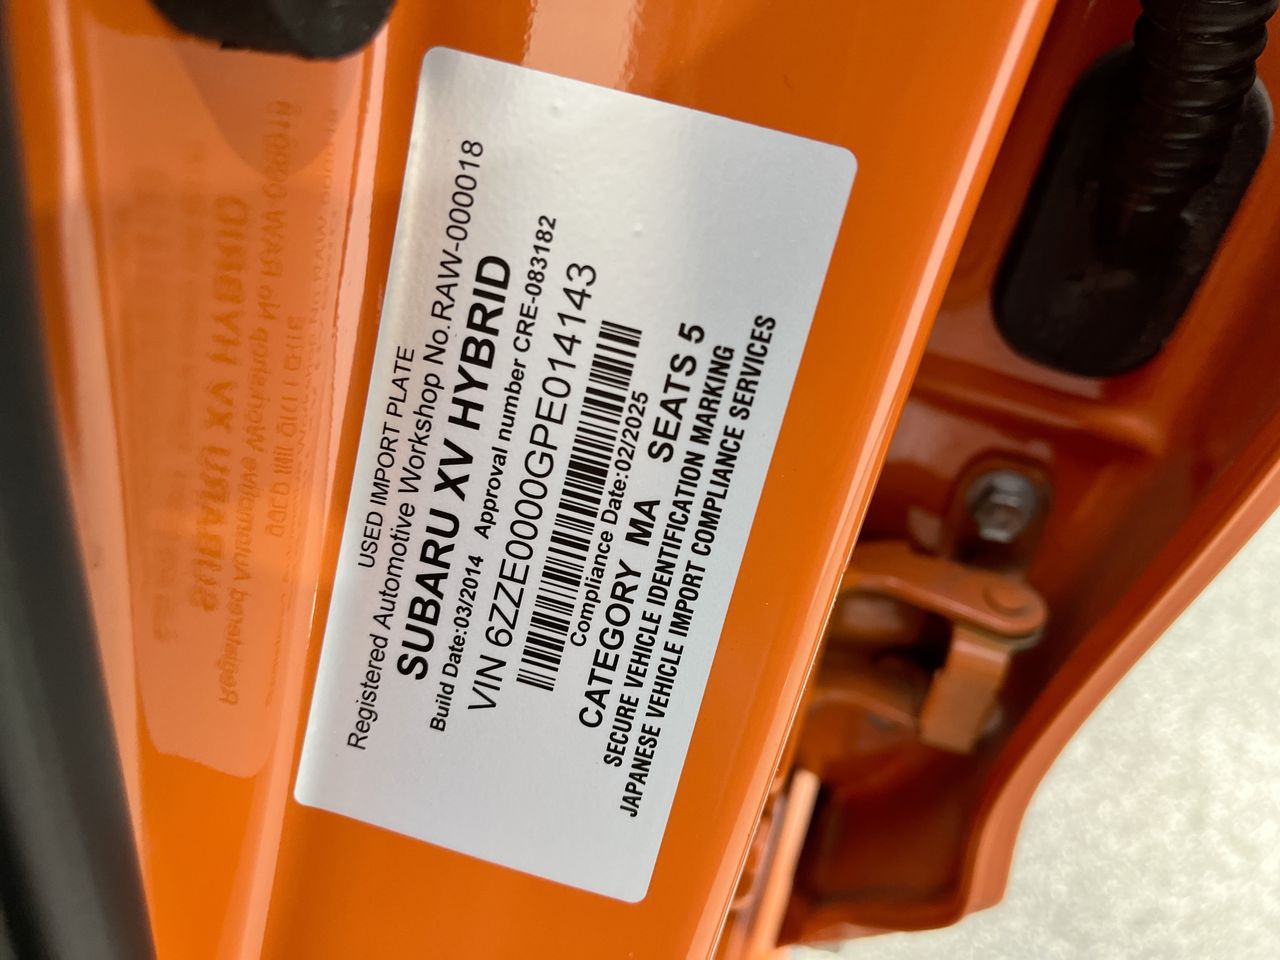 USED IMPORT PLATE
Registered Automotive Workshop No.RAW-000018
SUBARU XV HYBRID
Build Date:03/2014 Approval number CRE-083182
VIN 6ZZE0000GPE014143
Compliance Date:02/2025
CATEGORY MA SEATS 5
SECURE VEHICLE IDENTIFICATION MARKING
JAPANESE VEHICLE IMPORT COMPLIANCE SERVICES